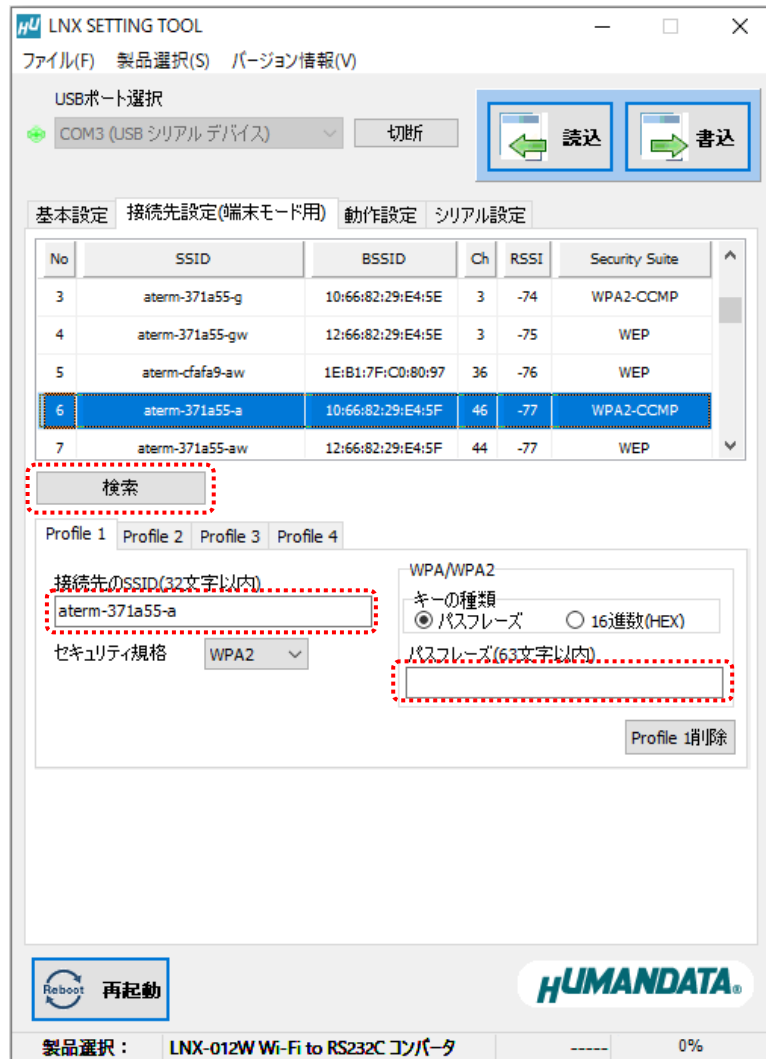 HU LNX SETTING TOOL
ファイル(F) 製品選択(S) バージョン情報(V)
USBポート選択
COM3 (USB シリアル デバイス) 切断 読込 書込
基本設定 接続先設定(端末モード用) 動作設定 シリアル設定
No SSID BSSID Ch RSSI Security Suite
3 aterm-371a55-g 10:66:82:29:E4:5E 3 -74 WPA2-CCMP
4 aterm-371a55-gw 12:66:82:29:E4:5E 3 -75 WEP
5 aterm-cfafa9-aw 1E:B1:7F:C0:80:97 36 -76 WEP
6 aterm-371a55-a 10:66:82:29:E4:5F 46 -77 WPA2-CCMP
7 aterm-371a55-aw 12:66:82:29:E4:5F 44 -77 WEP
検索
Profile 1 Profile 2 Profile 3 Profile 4
接続先のSSID(32文字以内)
aterm-371a55-a
セキュリティ規格 WPA2
WPA/WPA2
キーの種類
パスフレーズ 16進数(HEX)
パスフレーズ(63文字以内)
Profile 1削除
Reboot 再起動 HUMANDATA®
製品選択: LNX-012W Wi-Fi to RS232C コンバータ ----- 0%